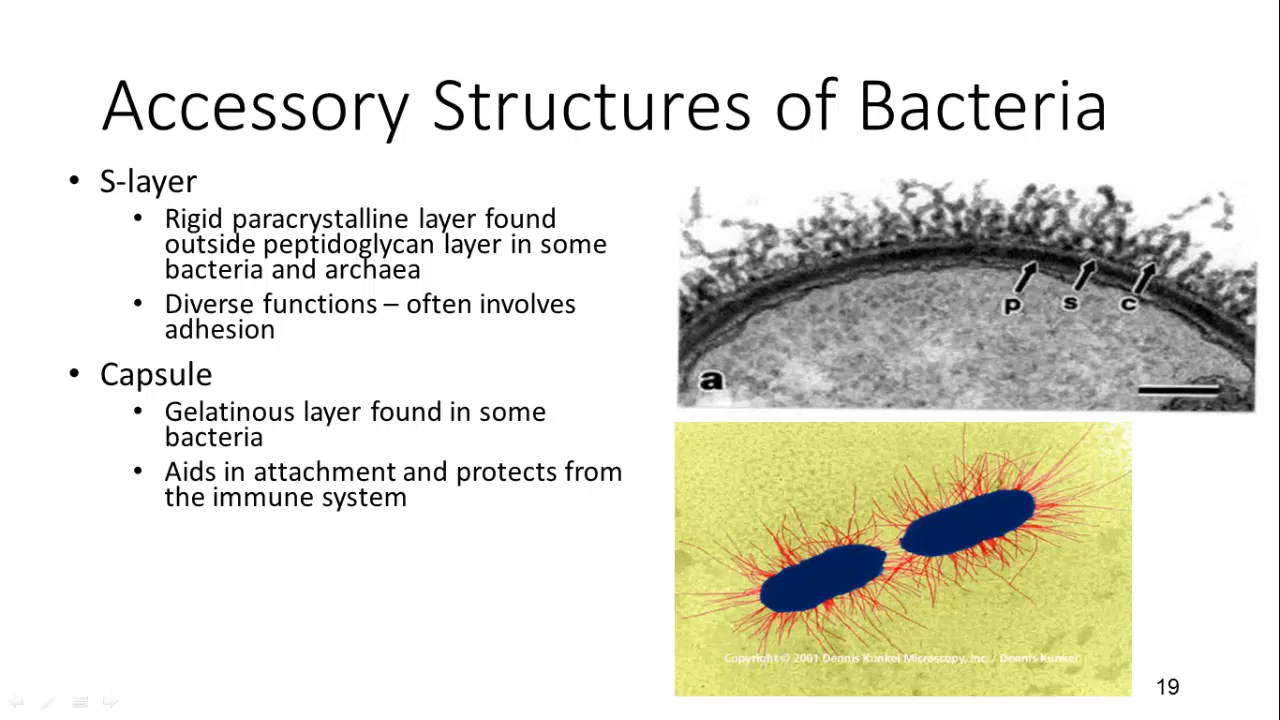 Accessory Structures of Bacteria
• S-layer
• Rigid paracrystalline layer found
outside peptidoglycan layer in some
bacteria and archaea
• Diverse functions – often involves
adhesion
• Capsule
• Gelatinous layer found in some
bacteria
• Aids in attachment and protects from
the immune system
p s c
a
Copyright © 2001 Dennis Kunkel Microscopy, Inc. / Dennis Kunkel
19